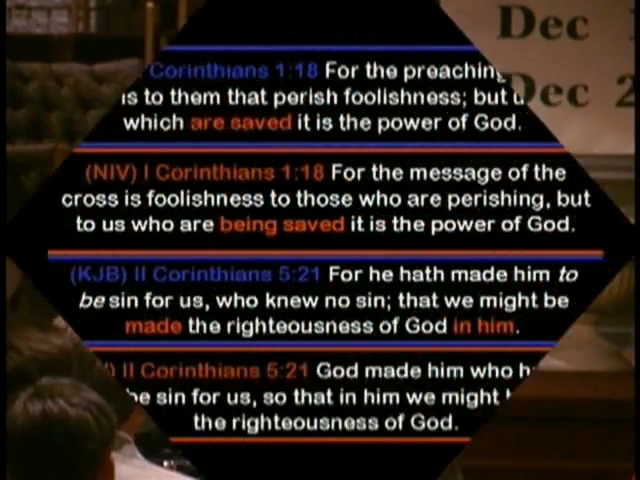 Dec
Dec 2
Corinthians 1:18 For the preaching
is to them that perish foolishness; but u
which are saved it is the power of God.
(NIV) I Corinthians 1:18 For the message of the
cross is foolishness to those who are perishing, but
to us who are being saved it is the power of God.
(KJB) II Corinthians 5:21 For he hath made him to
be sin for us, who knew no sin; that we might be
made the righteousness of God in him.
) II Corinthians 5:21 God made him who h
be sin for us, so that in him we might b
the righteousness of God.